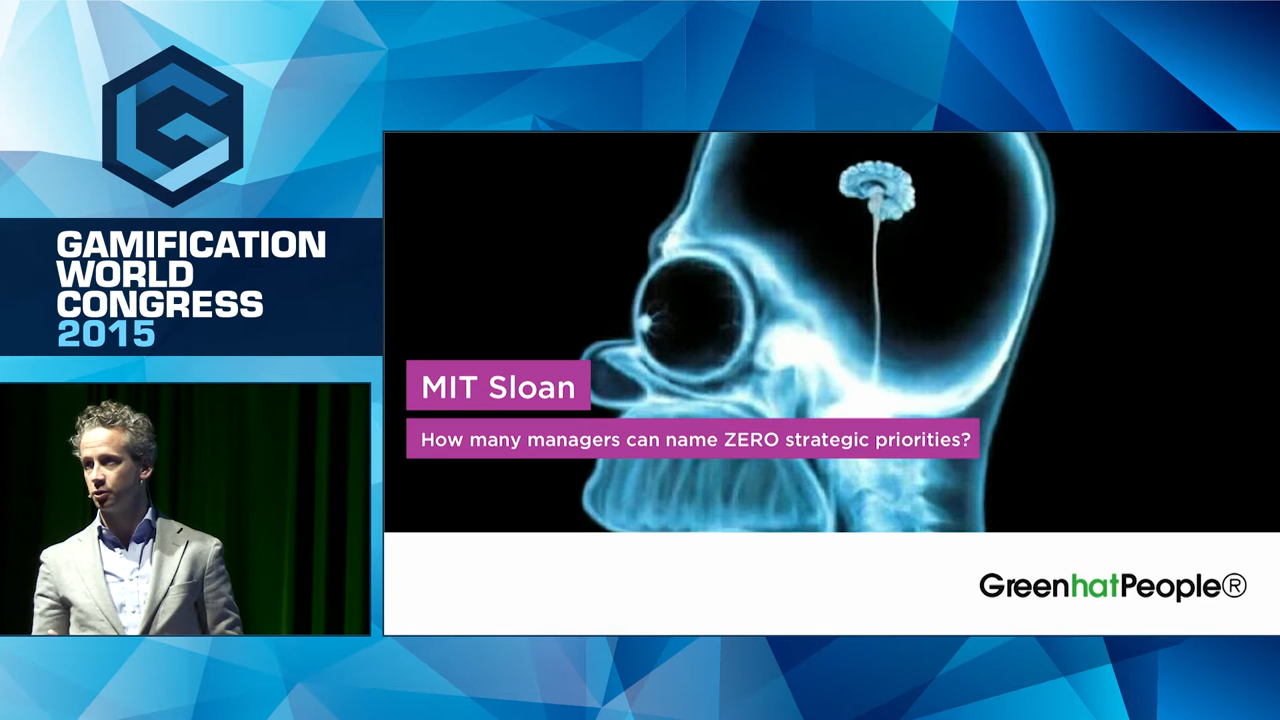 GAMIFICATION
WORLD
CONGRESS
2015
MIT Sloan
How many managers can name ZERO strategic priorities?
GreenhatPeople®